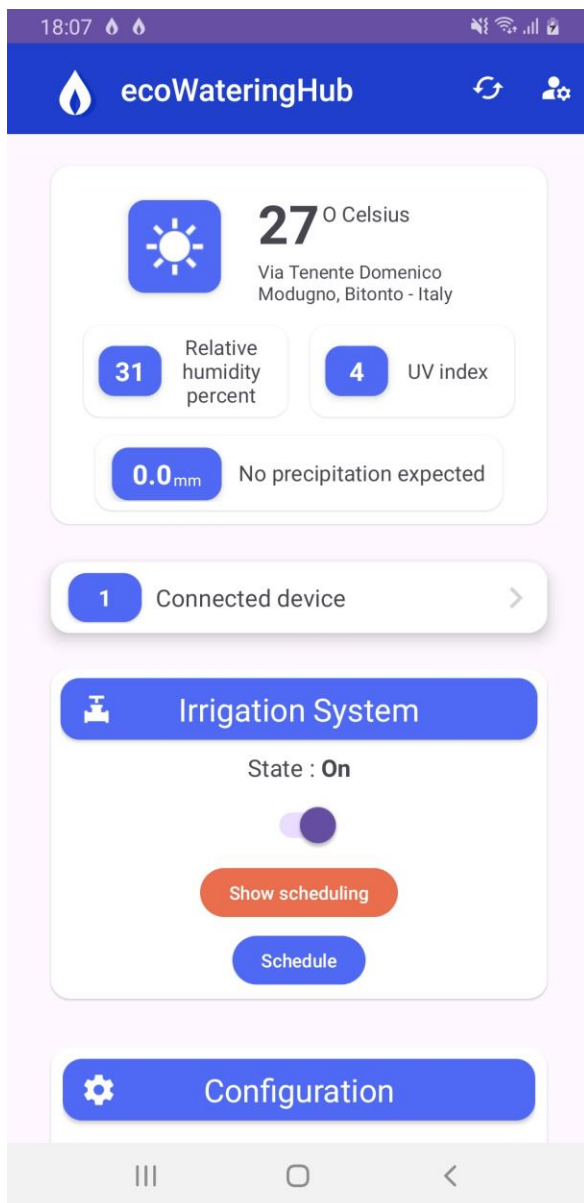 18:07
ecoWateringHub
27 O Celsius
Via Tenente Domenico
Modugno, Bitonto - Italy
31
Relative
humidity
percent
4
UV index
0.0mm
No precipitation expected
1
Connected device
Irrigation System
State : On
Show scheduling
Schedule
Configuration